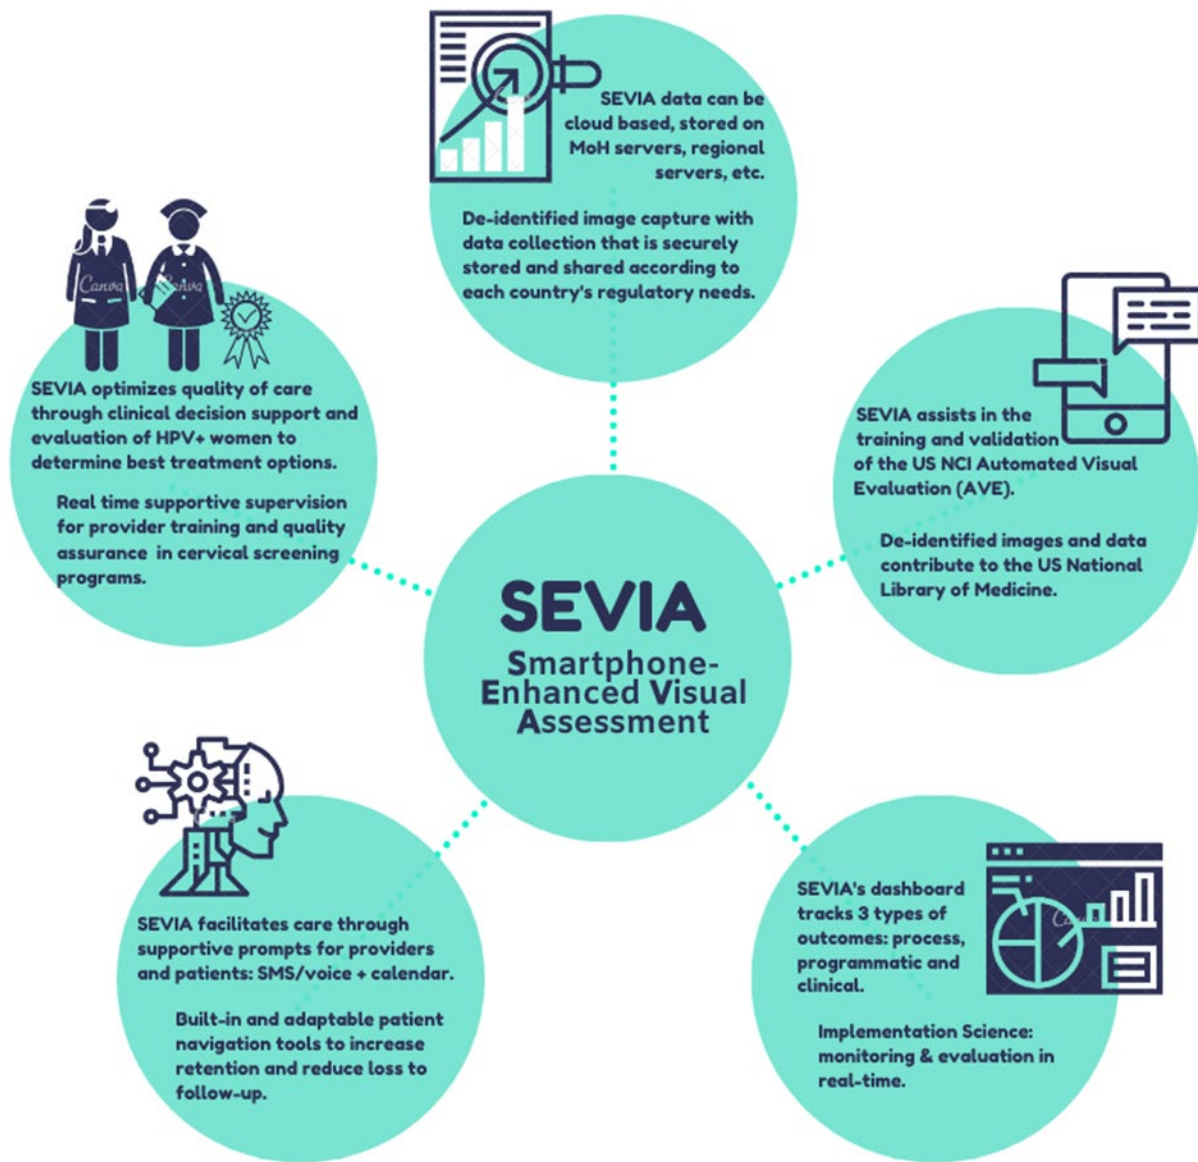 SEVIA data can be
cloud based, stored on
MoH servers, regional
servers, etc.
De-identified image capture with
data collection that is securely
stored and shared according to
each country's regulatory needs.
Canva
Canva
SEVIA optimizes quality of care
through clinical decision support and
evaluation of HPV+ women to
determine best treatment options.
Real time supportive supervision
for provider training and quality
assurance in cervical screening
programs.
SEVIA assists in the
training and validation
of the US NCI Automated Visual
Evaluation (AVE).
De-identified images and data
contribute to the US National
Library of Medicine.
SEVIA
Smartphone-
Enhanced Visual
Assessment
SEVIA facilitates care through
supportive prompts for providers
and patients: SMS/voice + calendar.
Built-in and adaptable patient
navigation tools to increase
retention and reduce loss to
follow-up.
SEVIA's dashboard
tracks 3 types of
outcomes: process,
programmatic and
clinical.
Implementation Science:
monitoring & evaluation in
real-time.